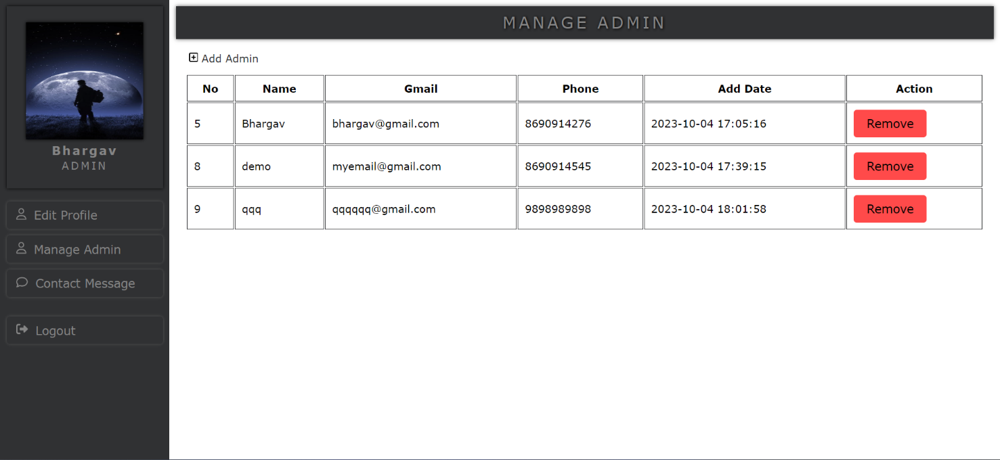 Bhargav
ADMIN
Edit Profile
Manage Admin
Contact Message
Logout
MANAGE ADMIN
Add Admin
No Name Gmail Phone Add Date Action
5 Bhargav bhargav@gmail.com 8690914276 2023-10-04 17:05:16 Remove
8 demo myemail@gmail.com 8690914545 2023-10-04 17:39:15 Remove
9 qqq qqqqqq@gmail.com 9898989898 2023-10-04 18:01:58 Remove